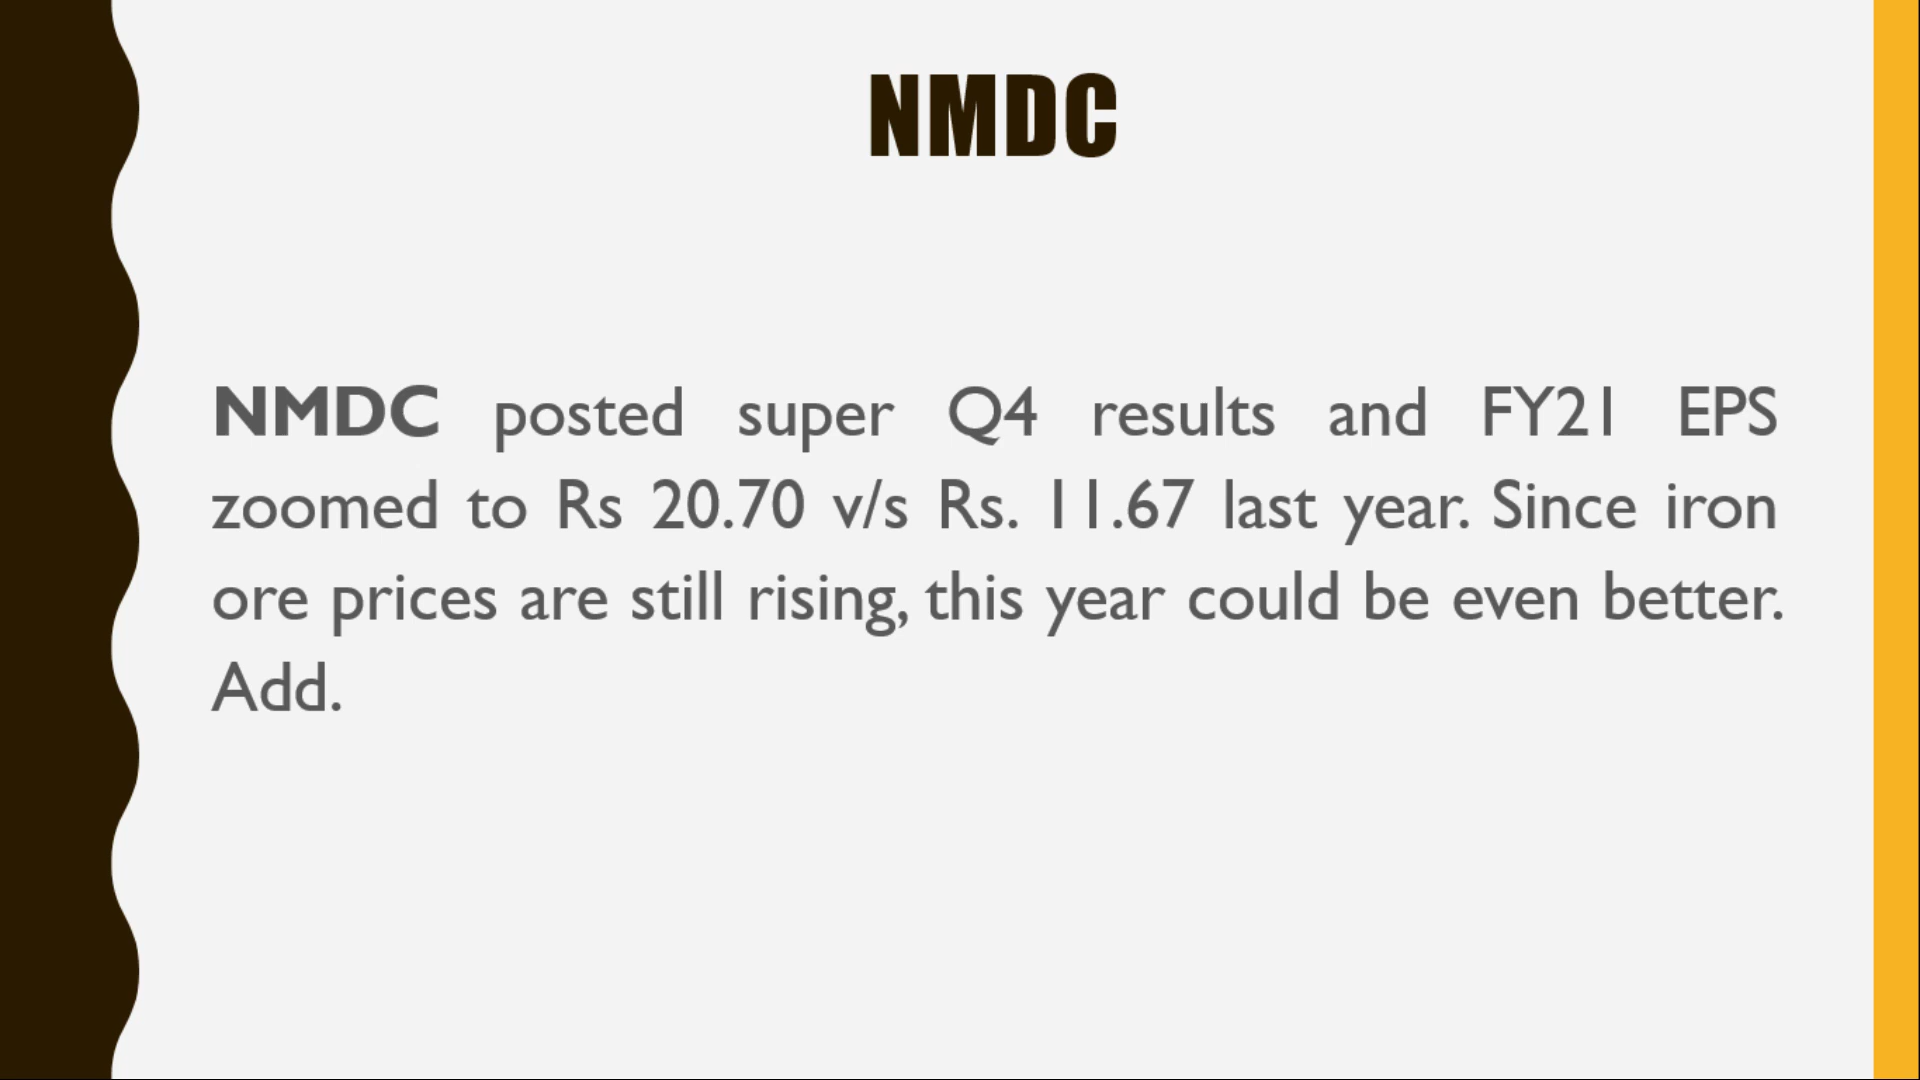 NMDC
NMDC posted super Q4 results and FY21 EPS
zoomed to Rs 20.70 v/s Rs. 11.67 last year. Since iron
ore prices are still rising, this year could be even better.
Add.